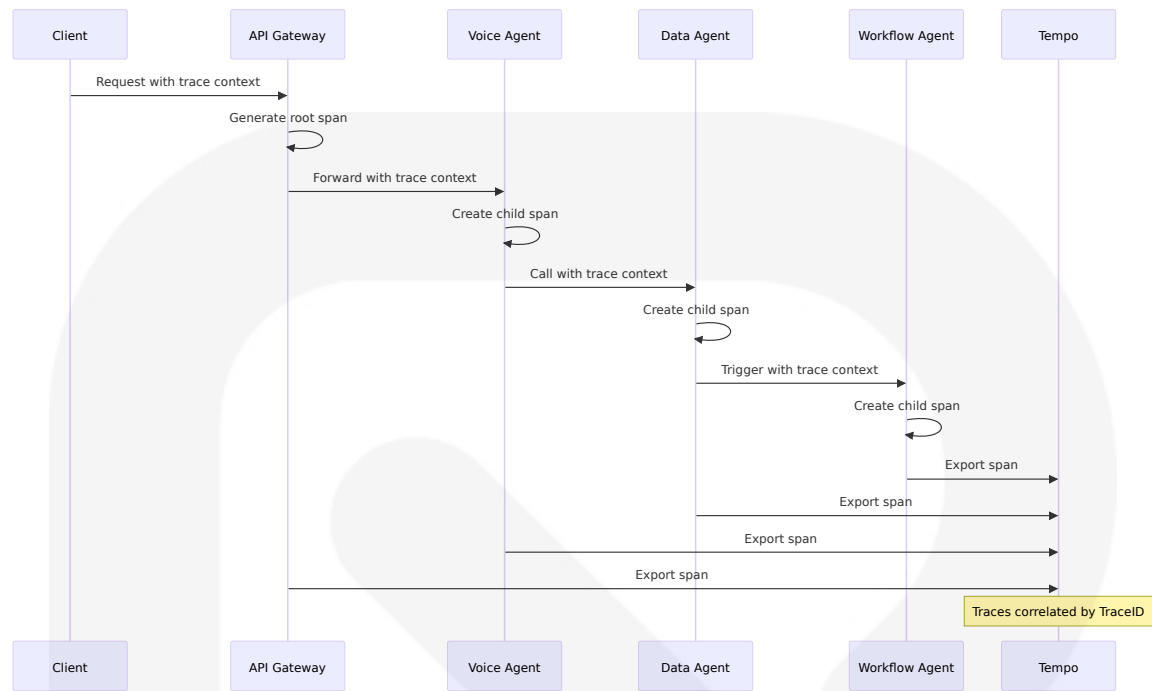 Client
API Gateway
Voice Agent
Data Agent
Workflow Agent
Tempo
Request with trace context
Generate root span
Forward with trace context
Create child span
Call with trace context
Create child span
Trigger with trace context
Create child span
Export span
Export span
Export span
Export span
Traces correlated by TraceID
Client
API Gateway
Voice Agent
Data Agent
Workflow Agent
Tempo